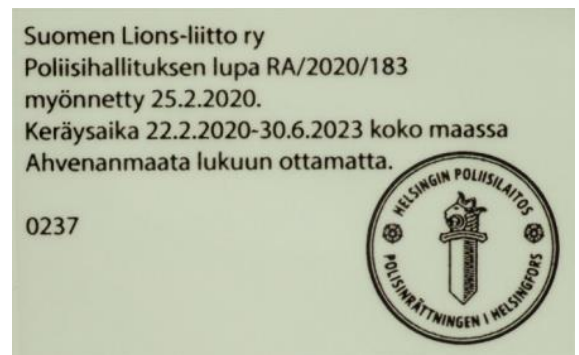 Suomen Lions-liitto ry
Poliisihallituksen lupa RA/2020/183
myönnetty 25.2.2020.
Keräysaika 22.2.2020-30.6.2023 koko maassa
Ahvenanmaata lukuun ottamatta.
0237
HELSINGIN POLIISILAITOS
POLISINRÄTTNINGEN I HELSINGFORS